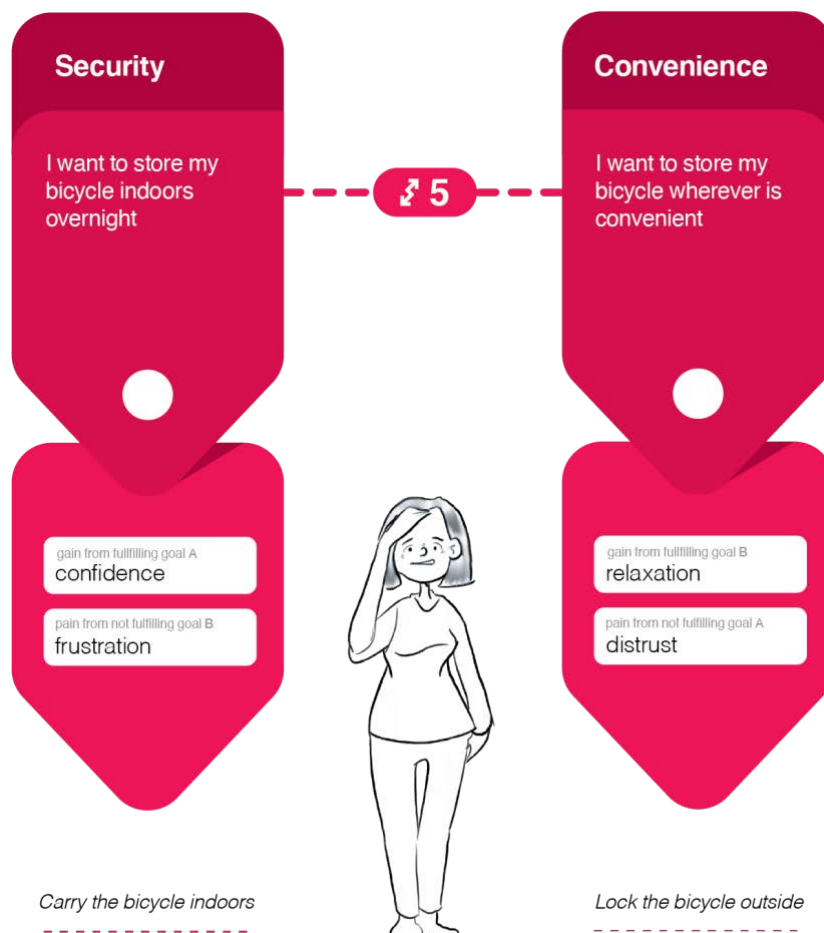 Security
I want to store my
bicycle indoors
overnight
5
Convenience
I want to store my
bicycle wherever is
convenient
gain from fullfilling goal A
confidence
pain from not fulfilling goal B
frustration
gain from fullfilling goal B
relaxation
pain from not fulfilling goal A
distrust
Carry the bicycle indoors
Lock the bicycle outside